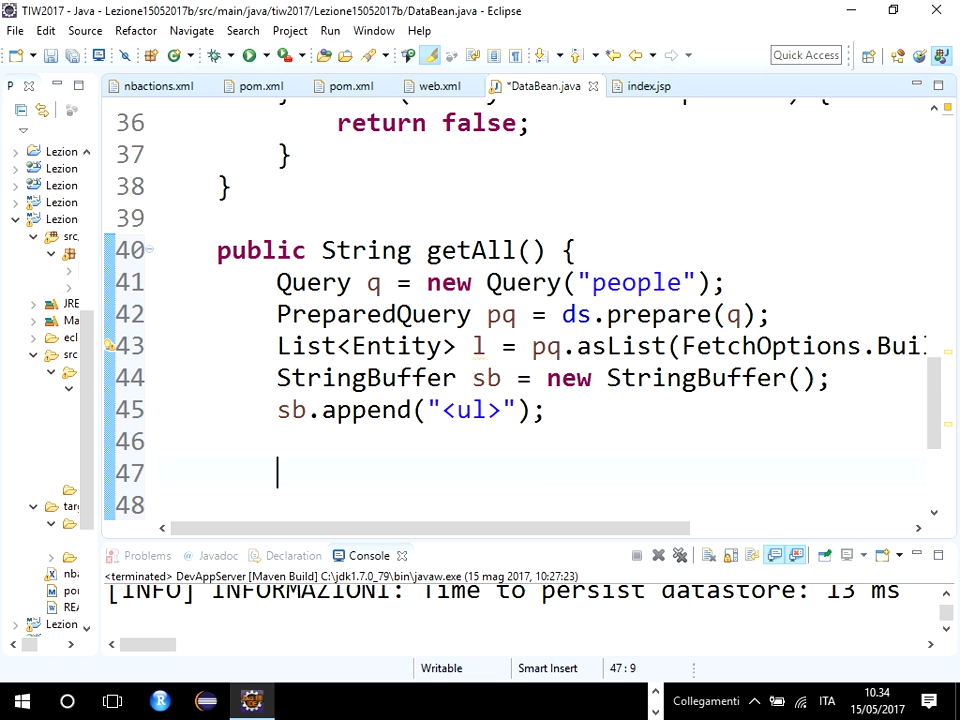 TIW2017 - Java - Lezione15052017b/src/main/java/tiw2017/Lezione15052017b/DataBean.java - Eclipse
File Edit Source Refactor Navigate Search Project Run Window Help
Quick Access
P nbactions.xml pom.xml pom.xml web.xml *DataBean.java index.jsp
36 return false;
37 }
38 }
39
40 public String getAll() {
41 Query q = new Query("people");
42 PreparedQuery pq = ds.prepare(q);
43 List<Entity> l = pq.asList(FetchOptions.Buil
44 StringBuffer sb = new StringBuffer();
45 sb.append("<ul>");
46
47
48
Lezion
Lezion
Lezion
Lezion
Lezion
src,
JRE
Ma
ecl
src
tar
nba
pom
REA
Lezion
Problems Javadoc Declaration Console
<terminated> DevAppServer [Maven Build] C:\jdk1.7.0_79\bin\javaw.exe (15 mag 2017, 10:27:23)
[INFO] INFORMAZIONI: Time to persist datastore: 13 ms
Writable Smart Insert 47 : 9
Collegamenti ITA 10.34
15/05/2017